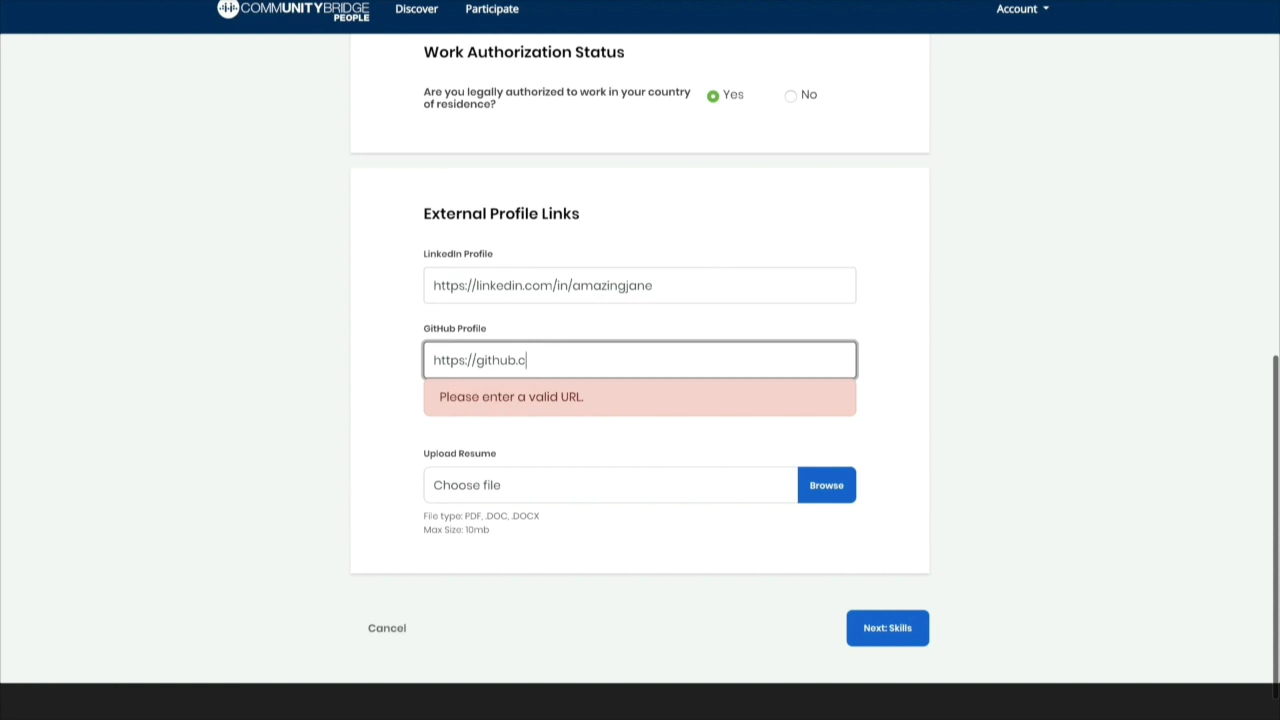 COMMUNITYBRIDGE
PEOPLE
Discover
Participate
Account
Work Authorization Status
Are you legally authorized to work in your country
of residence?
Yes
No
External Profile Links
LinkedIn Profile
https://linkedin.com/in/amazingjane
GitHub Profile
https://github.c
Please enter a valid URL.
Upload Resume
Choose file
Browse
File type: PDF, .DOC, .DOCX
Max Size: 10mb
Cancel
Next: Skills